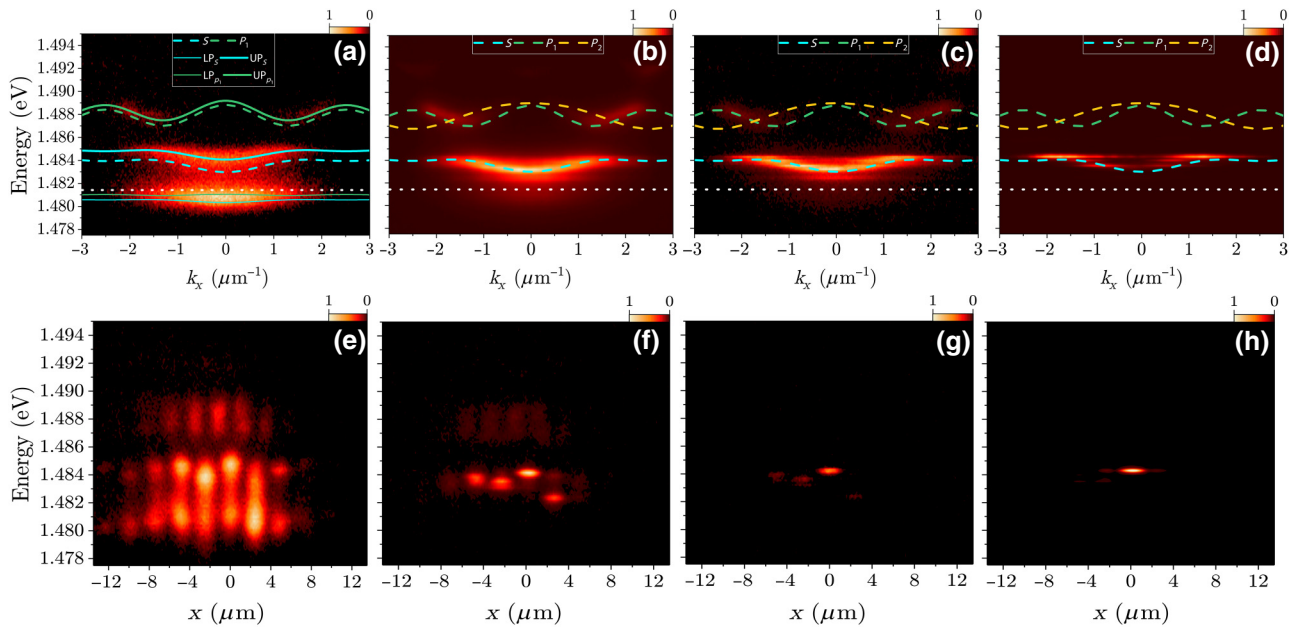 1 0 1 0 1 0 1 0
(a) (b) (c) (d)
S P₁ S P₁ P₂ S P₁ P₂ S P₁ P₂
LP_S UP_S
LP_P₁ UP_P₁
Energy (eV)
1.494
1.492
1.490
1.488
1.486
1.484
1.482
1.480
1.478
−3 −2 −1 0 1 2 3 −3 −2 −1 0 1 2 3 −3 −2 −1 0 1 2 3 −3 −2 −1 0 1 2 3
kₓ (μm⁻¹) kₓ (μm⁻¹) kₓ (μm⁻¹) kₓ (μm⁻¹)
1 0 1 0 1 0 1 0
(e) (f) (g) (h)
Energy (eV)
1.494
1.492
1.490
1.488
1.486
1.484
1.482
1.480
1.478
−12 −8 −4 0 4 8 12 −12 −8 −4 0 4 8 12 −12 −8 −4 0 4 8 12 −12 −8 −4 0 4 8 12
x (μm) x (μm) x (μm) x (μm)